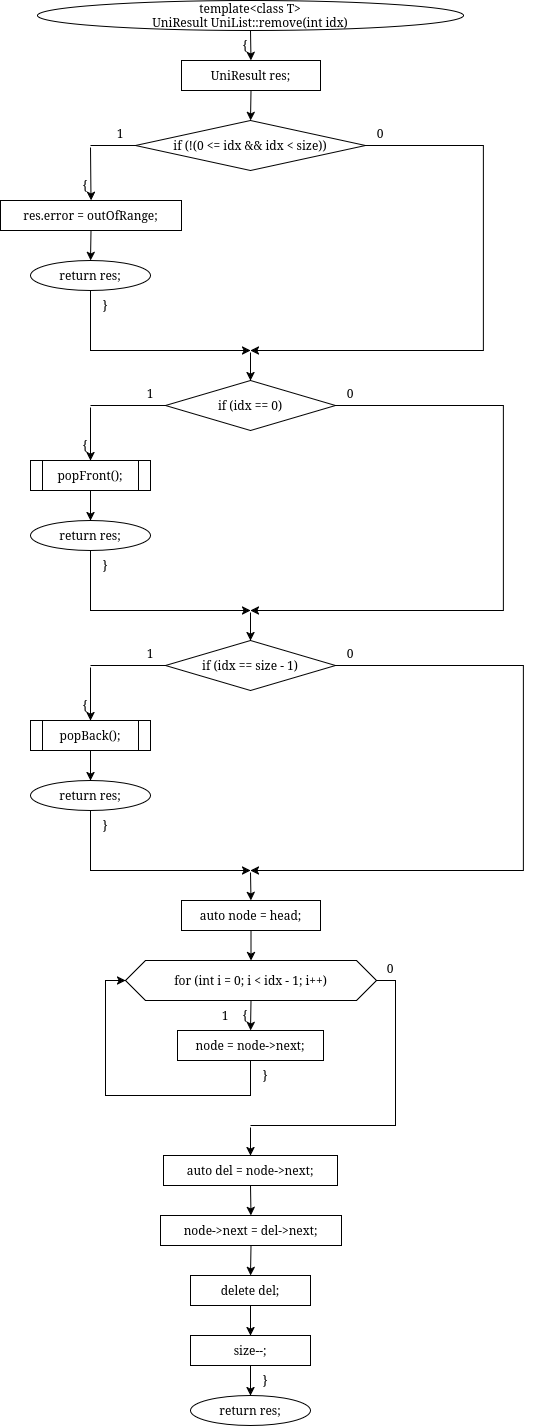 template<class T>
UniResult UniList::remove(int idx)
{
UniResult res;
1
0
if (!(0 <= idx && idx < size))
{
res.error = outOfRange;
return res;
}
1
0
if (idx == 0)
{
popFront();
return res;
}
1
0
if (idx == size - 1)
{
popBack();
return res;
}
auto node = head;
0
for (int i = 0; i < idx - 1; i++)
1 {
node = node->next;
}
auto del = node->next;
node->next = del->next;
delete del;
size--;
}
return res;